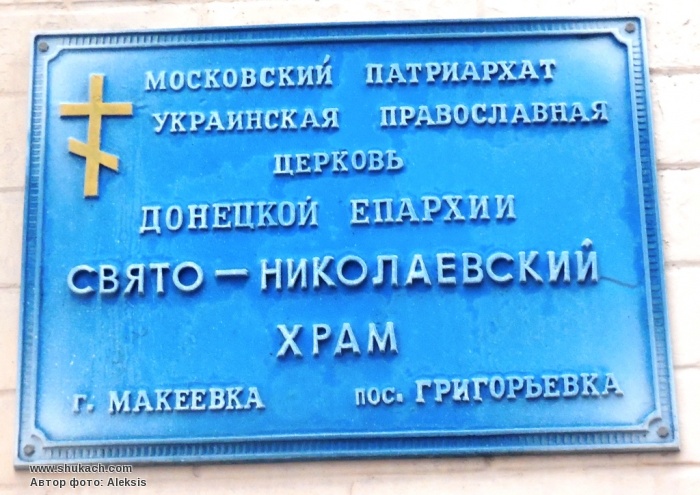 МОСКОВСКИЙ ПАТРИАРХАТ
УКРАИНСКАЯ ПРАВОСЛАВНАЯ
ЦЕРКОВЬ
ДОНЕЦКОЙ ЕПАРХИИ
СВЯТО — НИКОЛАЕВСКИЙ
ХРАМ
г. МАКЕЕВКА пос. ГРИГОРЬЕВКА
www.shukach.com
Автор фото: Aleksis